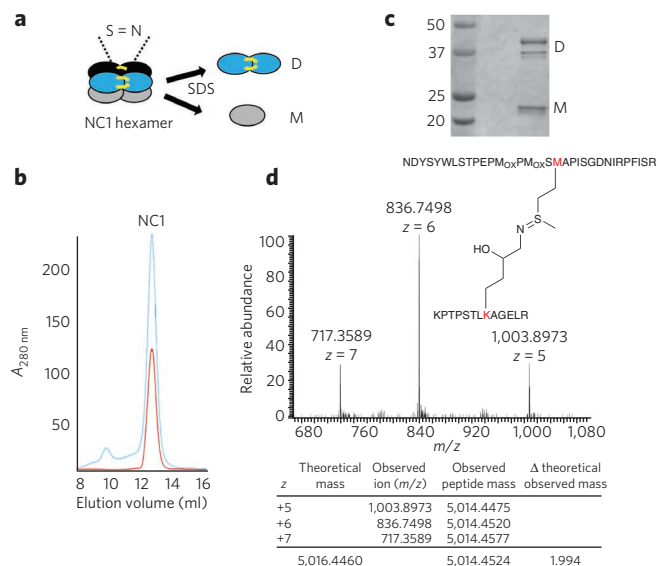 a
S = N
SDS
D
M
NC1 hexamer
c
50
37
25
20
D
M
b
NC1
200
150
100
50
A280 nm
8 10 12 14 16
Elution volume (ml)
d
NDYSYWLSTPEPMOXPMOXSMAPISGDNIRPFISR
S
N
HO
KPTPSTLKAGELR
836.7498
z = 6
717.3589
z = 7
1,003.8973
z = 5
100
80
60
40
20
0
Relative abundance
680 760 840 920 1,000 1,080
m/z
z Theoretical mass Observed ion (m/z) Observed peptide mass Δ theoretical observed mass
+5 1,003.8973 5,014.4475
+6 836.7498 5,014.4520
+7 717.3589 5,014.4577
5,016.4460 5,014.4524 1.994